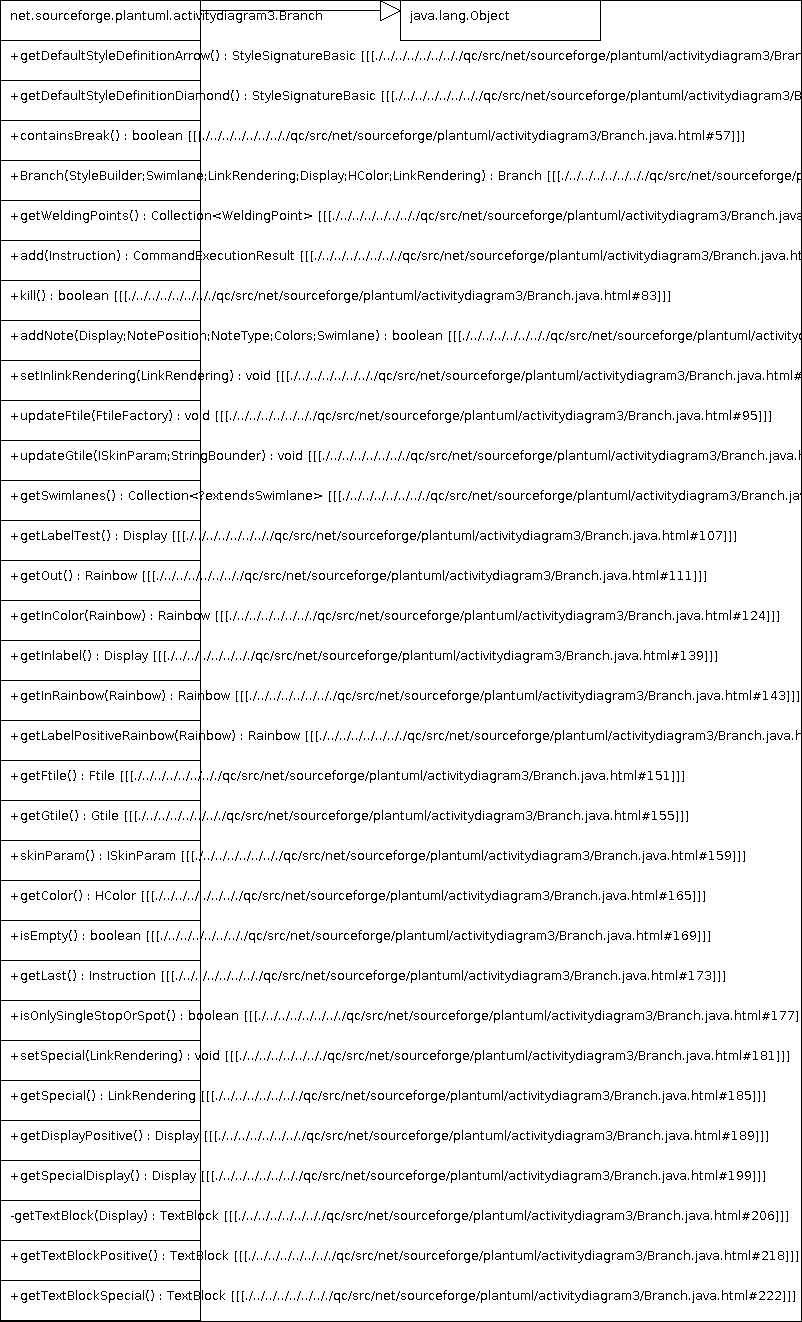 net.sourceforge.plantuml.activitydiagram3.Branch
java.lang.Object
+getDefaultStyleDefinitionArrow() : StyleSignatureBasic [[[./../../../../../../../qc/src/net/sourceforge/plantuml/activitydiagram3/Bran
+getDefaultStyleDefinitionDiamond() : StyleSignatureBasic [[[./../../../../../../../qc/src/net/sourceforge/plantuml/activitydiagram3/B
+containsBreak() : boolean [[[./../../../../../../../qc/src/net/sourceforge/plantuml/activitydiagram3/Branch.java.html#57]]]
+Branch(StyleBuilder;Swimlane;LinkRendering;Display;HColor;LinkRendering) : Branch [[[./../../../../../../../qc/src/net/sourceforge/p
+getWeldingPoints() : Collection<WeldingPoint> [[[./../../../../../../../qc/src/net/sourceforge/plantuml/activitydiagram3/Branch.java
+add(Instruction) : CommandExecutionResult [[[./../../../../../../../qc/src/net/sourceforge/plantuml/activitydiagram3/Branch.java.ht
+kill() : boolean [[[./../../../../../../../qc/src/net/sourceforge/plantuml/activitydiagram3/Branch.java.html#83]]]
+addNote(Display;NotePosition;NoteType;Colors;Swimlane) : boolean [[[./../../../../../../../qc/src/net/sourceforge/plantuml/activity
+setInlinkRendering(LinkRendering) : void [[[./../../../../../../../qc/src/net/sourceforge/plantuml/activitydiagram3/Branch.java.html#
+updateFtile(FtileFactory) : void [[[./../../../../../../../qc/src/net/sourceforge/plantuml/activitydiagram3/Branch.java.html#95]]]
+updateGtile(ISkinParam;StringBounder) : void [[[./../../../../../../../qc/src/net/sourceforge/plantuml/activitydiagram3/Branch.java.h
+getSwimlanes() : Collection<?extendsSwimlane> [[[./../../../../../../../qc/src/net/sourceforge/plantuml/activitydiagram3/Branch.ja
+getLabelTest() : Display [[[./../../../../../../../qc/src/net/sourceforge/plantuml/activitydiagram3/Branch.java.html#107]]]
+getOut() : Rainbow [[[./../../../../../../../qc/src/net/sourceforge/plantuml/activitydiagram3/Branch.java.html#111]]]
+getInColor(Rainbow) : Rainbow [[[./../../../../../../../qc/src/net/sourceforge/plantuml/activitydiagram3/Branch.java.html#124]]]
+getInlabel() : Display [[[./../../../../../../../qc/src/net/sourceforge/plantuml/activitydiagram3/Branch.java.html#139]]]
+getInRainbow(Rainbow) : Rainbow [[[./../../../../../../../qc/src/net/sourceforge/plantuml/activitydiagram3/Branch.java.html#143]]]
+getLabelPositiveRainbow(Rainbow) : Rainbow [[[./../../../../../../../qc/src/net/sourceforge/plantuml/activitydiagram3/Branch.java.h
+getFtile() : Ftile [[[./../../../../../../../qc/src/net/sourceforge/plantuml/activitydiagram3/Branch.java.html#151]]]
+getGtile() : Gtile [[[./../../../../../../../qc/src/net/sourceforge/plantuml/activitydiagram3/Branch.java.html#155]]]
+skinParam() : ISkinParam [[[./../../../../../../../qc/src/net/sourceforge/plantuml/activitydiagram3/Branch.java.html#159]]]
+getColor() : HColor [[[./../../../../../../../qc/src/net/sourceforge/plantuml/activitydiagram3/Branch.java.html#165]]]
+isEmpty() : boolean [[[./../../../../../../../qc/src/net/sourceforge/plantuml/activitydiagram3/Branch.java.html#169]]]
+getLast() : Instruction [[[./../../../../../../../qc/src/net/sourceforge/plantuml/activitydiagram3/Branch.java.html#173]]]
+isOnlySingleStopOrSpot() : boolean [[[./../../../../../../../qc/src/net/sourceforge/plantuml/activitydiagram3/Branch.java.html#177]
+setSpecial(LinkRendering) : void [[[./../../../../../../../qc/src/net/sourceforge/plantuml/activitydiagram3/Branch.java.html#181]]]
+getSpecial() : LinkRendering [[[./../../../../../../../qc/src/net/sourceforge/plantuml/activitydiagram3/Branch.java.html#185]]]
+getDisplayPositive() : Display [[[./../../../../../../../qc/src/net/sourceforge/plantuml/activitydiagram3/Branch.java.html#189]]]
+getSpecialDisplay() : Display [[[./../../../../../../../qc/src/net/sourceforge/plantuml/activitydiagram3/Branch.java.html#199]]]
-getTextBlock(Display) : TextBlock [[[./../../../../../../../qc/src/net/sourceforge/plantuml/activitydiagram3/Branch.java.html#206]]]
+getTextBlockPositive() : TextBlock [[[./../../../../../../../qc/src/net/sourceforge/plantuml/activitydiagram3/Branch.java.html#218]]]
+getTextBlockSpecial() : TextBlock [[[./../../../../../../../qc/src/net/sourceforge/plantuml/activitydiagram3/Branch.java.html#222]]]